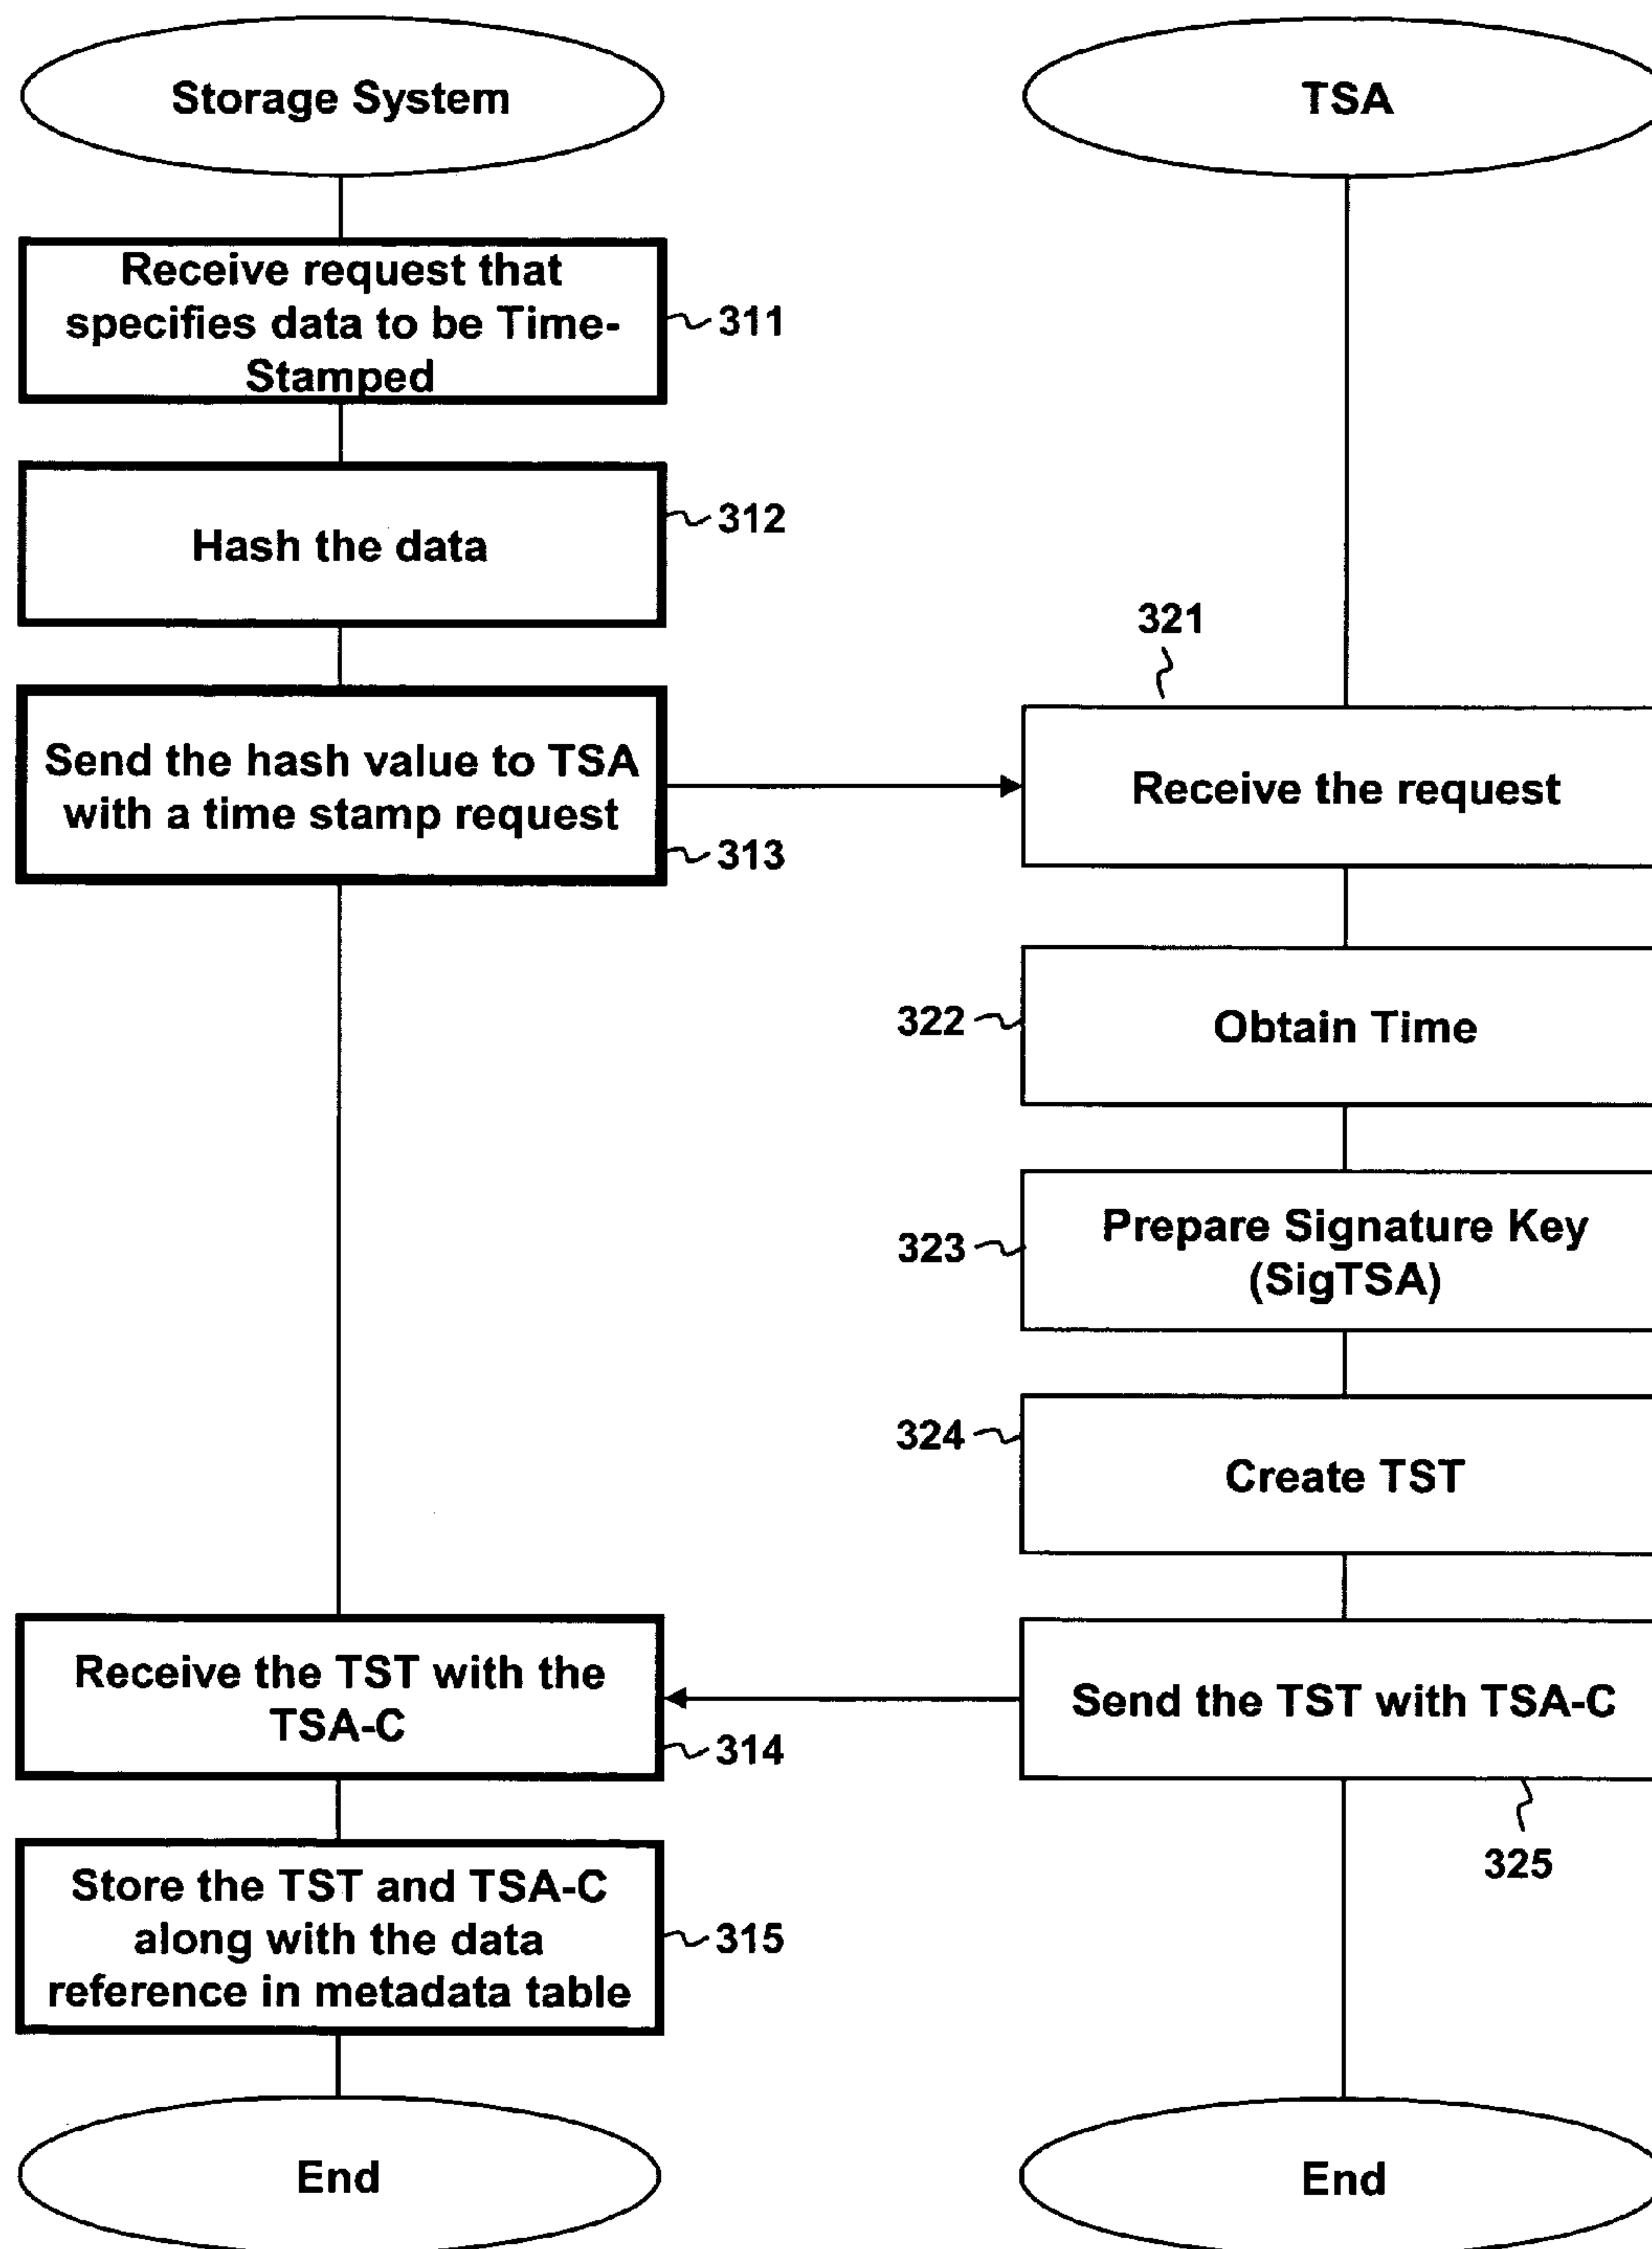 Storage System
Receive request that
specifies data to be Time-
Stamped
311
Hash the data
312
Send the hash value to TSA
with a time stamp request
313
Receive the TST with the
TSA-C
314
Store the TST and TSA-C
along with the data
reference in metadata table
315
End
TSA
321
Receive the request
322
Obtain Time
323
Prepare Signature Key
(SigTSA)
324
Create TST
Send the TST with TSA-C
325
End